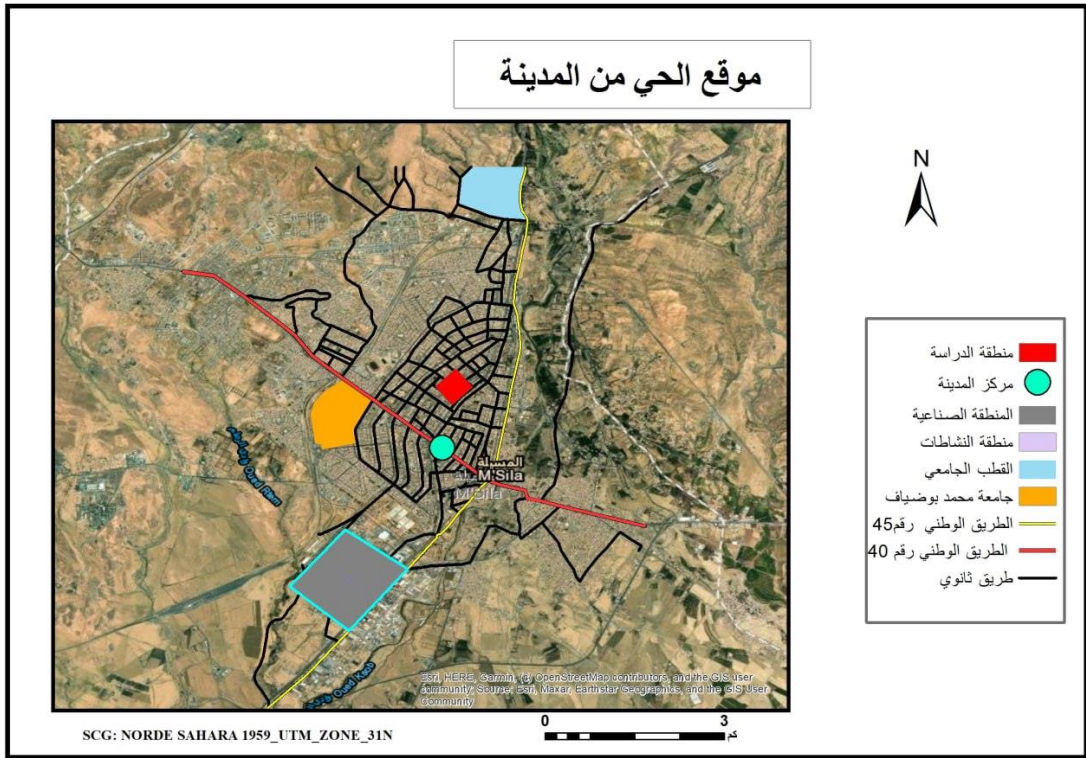 موقع الحي من المدينة
N
منطقة الدراسة
مركز المدينة
المنطقة الصناعية
منطقة النشاطات
القطب الجامعي
جامعة محمد بوضياف
الطريق الوطني رقم45
الطريق الوطني رقم 40
طريق ثانوي
المسيلة
M'Sila
M'Sila
Oued Ksob
Esri, HERE, Garmin, (c) OpenStreetMap contributors, and the GIS user
community, Source: Esri, Maxar, Earthstar Geographics, and the GIS User
Community
0 3
كم
SCG: NORDE SAHARA 1959_UTM_ZONE_31N